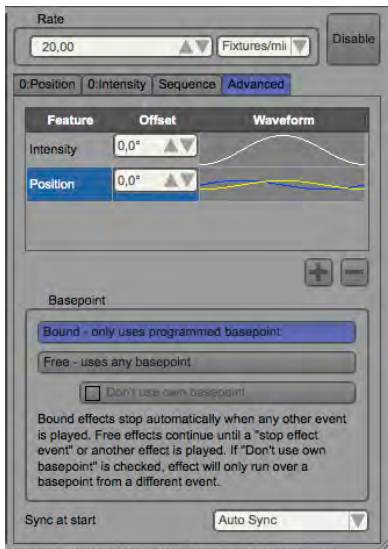 Rate
20,00 Fixtures/mii Disable
0:Position 0:Intensity Sequence Advanced
Feature Offset Waveform
Intensity 0,0°
Position 0,0°
Basepoint
Bound - only uses programmed basepoint
Free - uses any basepoint
Don't use own basepoint
Bound effects stop automatically when any other event
is played. Free effects continue until a "stop effect
event" or another effect is played. If "Don't use own
basepoint" is checked, effect will only run over a
basepoint from a different event.
Sync at start Auto Sync